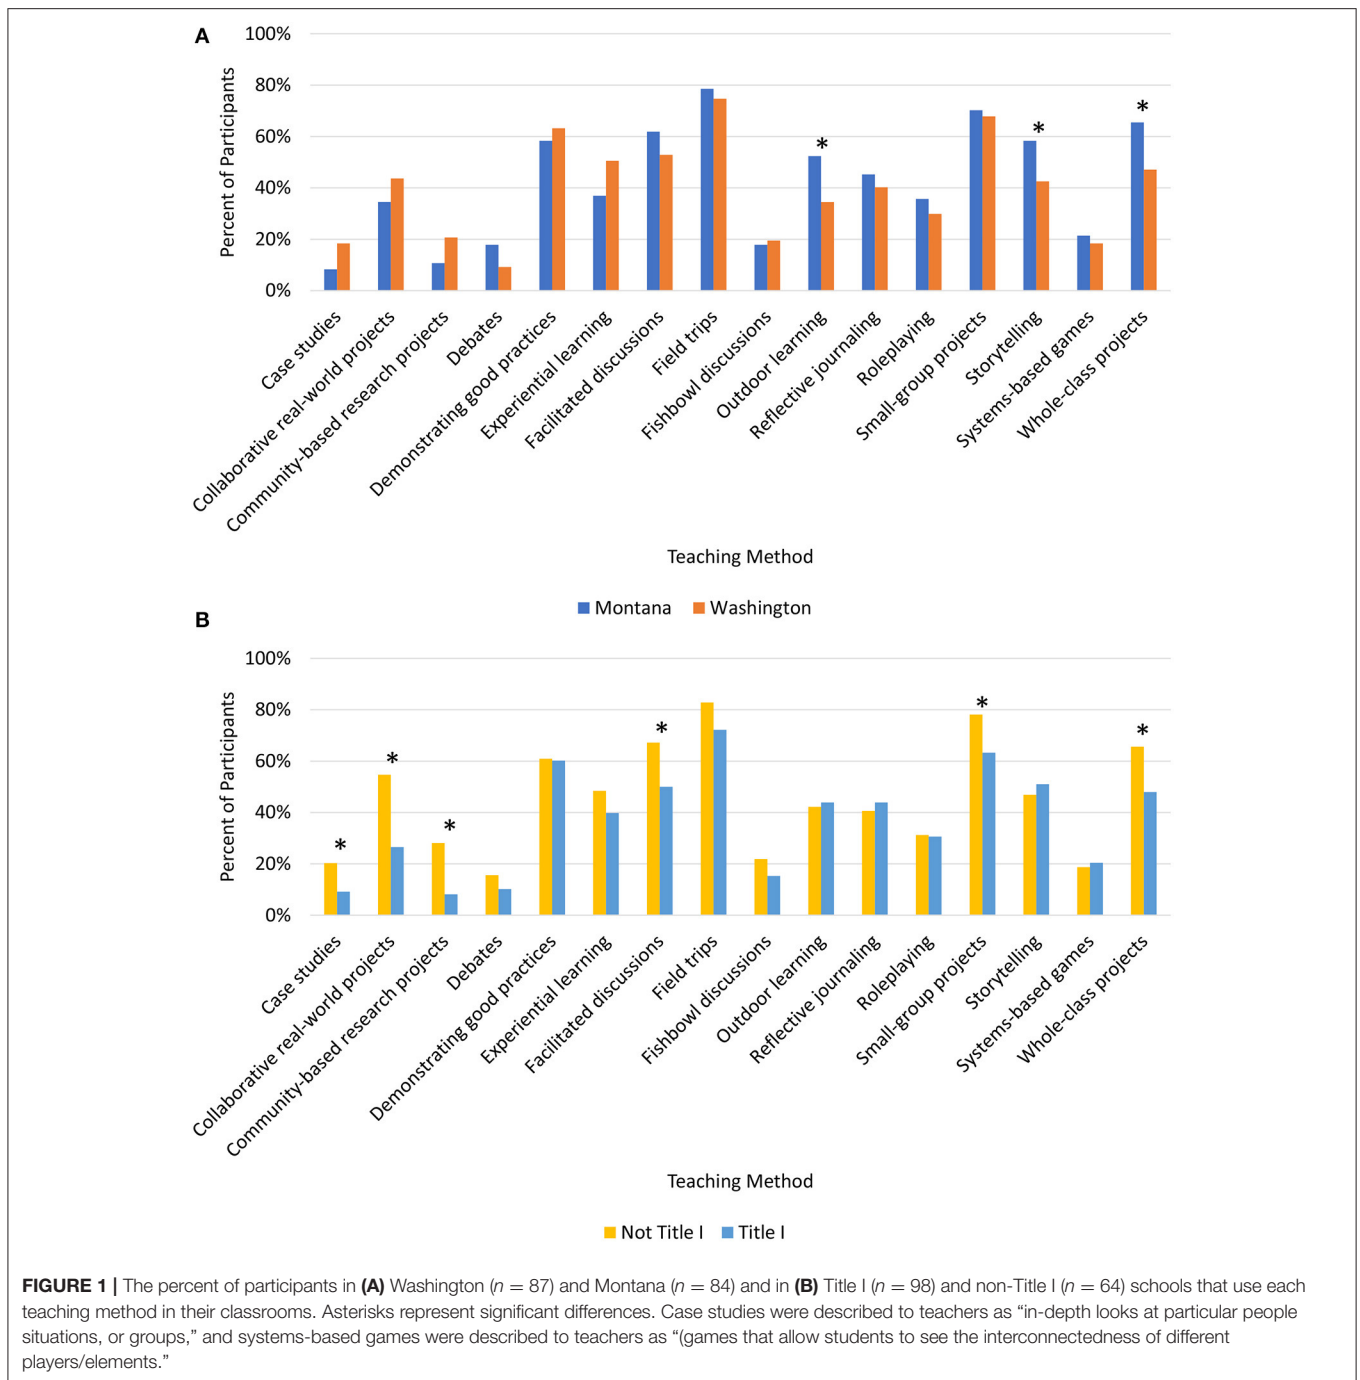 A
100%
80%
60%
40%
20%
0%
Percent of Participants
* * *
Case studies
Collaborative real-world projects
Community-based research projects
Debates
Demonstrating good practices
Experiential learning
Facilitated discussions
Field trips
Fishbowl discussions
Outdoor learning
Reflective journaling
Roleplaying
Small-group projects
Storytelling
Systems-based games
Whole-class projects
Teaching Method
Montana Washington
B
100%
80%
60%
40%
20%
0%
Percent of Participants
* * * * * *
Case studies
Collaborative real-world projects
Community-based research projects
Debates
Demonstrating good practices
Experiential learning
Facilitated discussions
Field trips
Fishbowl discussions
Outdoor learning
Reflective journaling
Roleplaying
Small-group projects
Storytelling
Systems-based games
Whole-class projects
Teaching Method
Not Title I Title I
FIGURE 1 | The percent of participants in (A) Washington (n = 87) and Montana (n = 84) and in (B) Title I (n = 98) and non-Title I (n = 64) schools that use each
teaching method in their classrooms. Asterisks represent significant differences. Case studies were described to teachers as “in-depth looks at particular people
situations, or groups,” and systems-based games were described to teachers as “(games that allow students to see the interconnectedness of different
players/elements.”